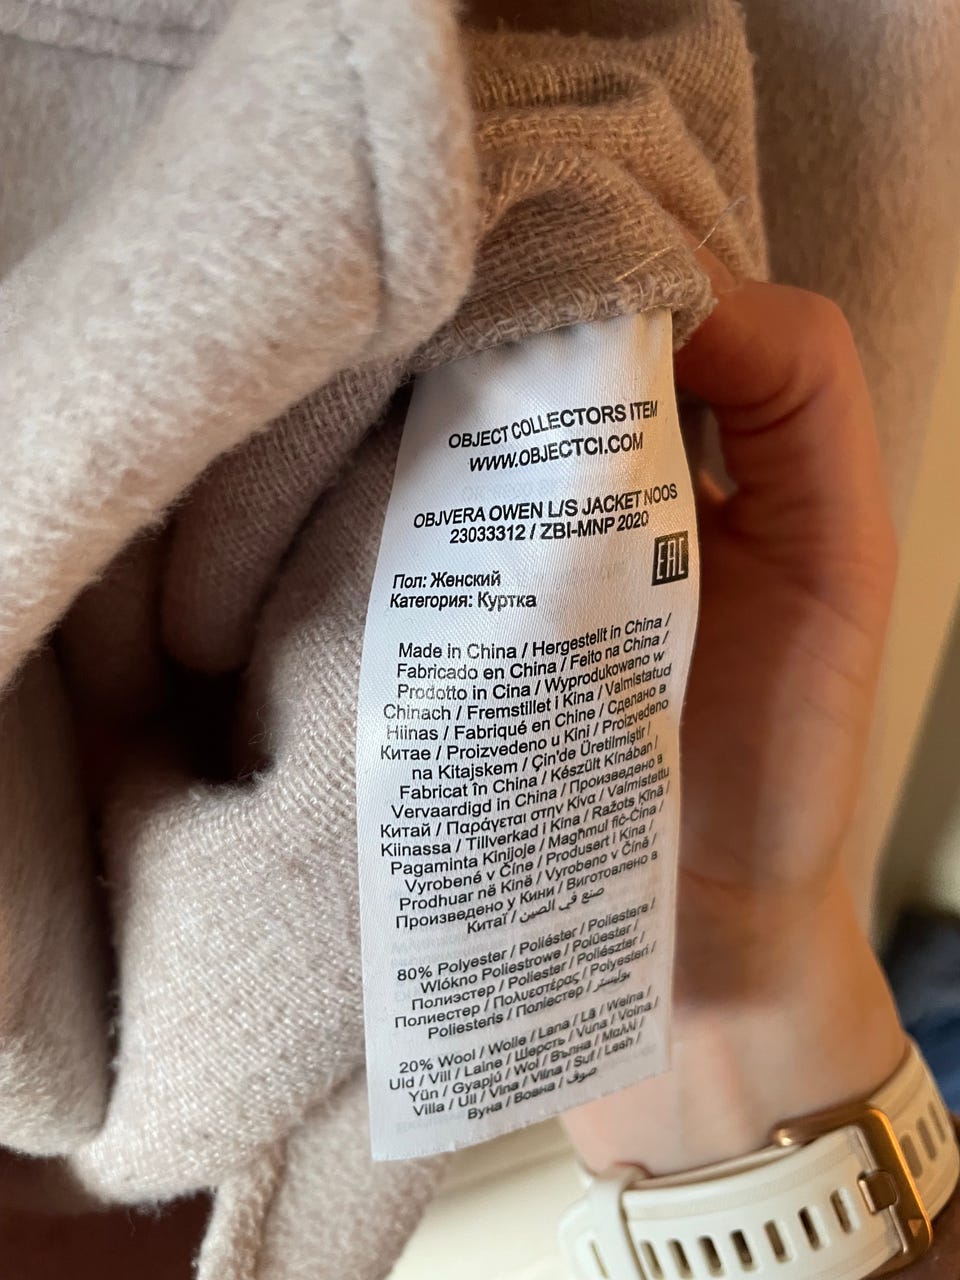 OBJECT COLLECTORS ITEM
WWW.OBJECTCI.COM
OBJVERA OWEN L/S JACKET NOOS
23033312 / ZBI-MNP 2020
EAC
Пол: Женский
Категория: Куртка
Made in China / Hergestellt in China /
Fabricado en China / Feito na China /
Prodotto in Cina / Wyprodukowano w
Chinach / Fremstillet i Kina / Valmistatud
Hiinas / Fabriqué en Chine / Сделано в
Китае / Proizvedeno u Kini / Proizvedeno
na Kitajskem / Çin'de Üretilmiştir /
Fabricat în China / Készült Kínában /
Vervaardigd in China / Произведено в
Китай / Παράγεται στην Κίνα / Valmistettu
Kiinassa / Tillverkad i Kina / Ražots Ķīnā /
Pagaminta Kinijoje / Magħmul fiċ-Ċina /
Vyrobené v Číne / Produsert i Kina /
Prodhuar në Kinë / Vyrobeno v Číně /
Произведено у Кини / Виготовлено в
Китаї / صنع في الصين
80% Polyester / Poliéster / Poliestere /
Włókno Poliestrowe / Polüester /
Полиэстер / Poliester / Poliészter /
Полиестер / Πολυεστέρας / Polyesteri /
Poliesteris / Поліестер / بوليستر
20% Wool / Wolle / Lana / Lã / Wełna /
Uld / Vill / Laine / Шерсть / Vuna / Volna /
Yün / Gyapjú / Wol / Вълна / Μαλλί /
Villa / Ull / Vlna / Vilna / Suf / Lesh /
Вуна / Вовна / صوف